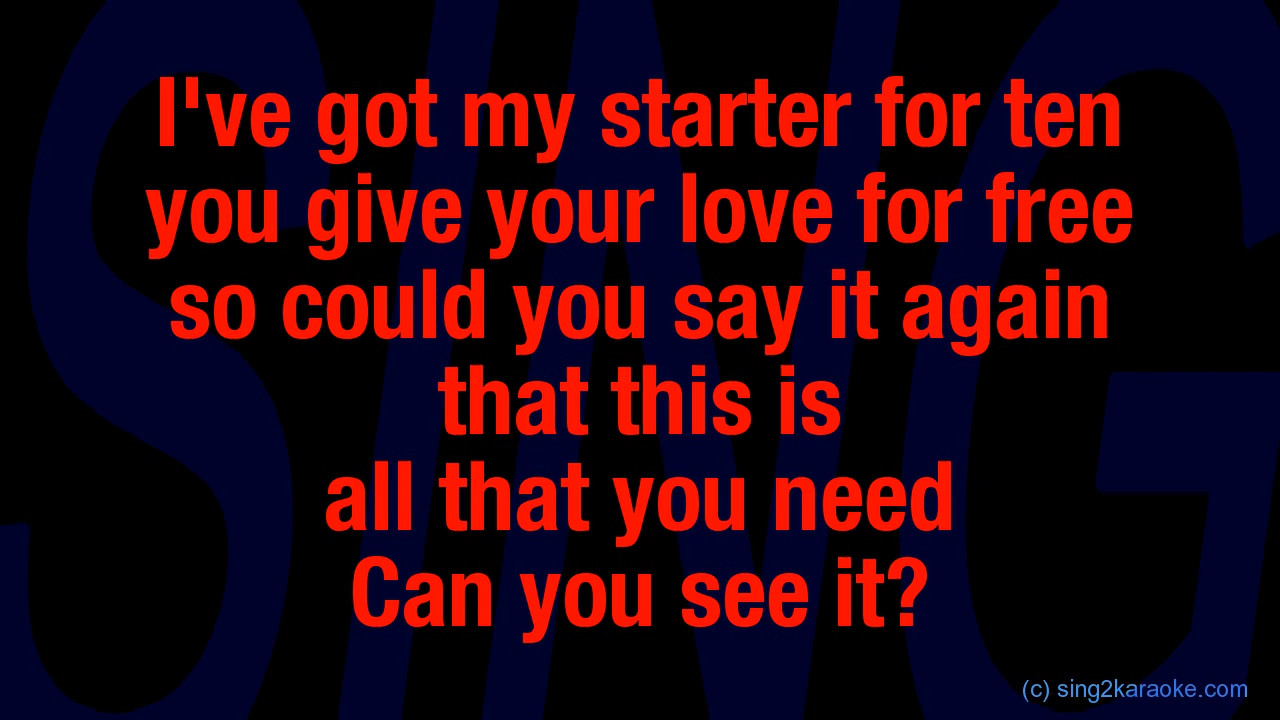 SING
I've got my starter for ten
you give your love for free
so could you say it again
that this is
all that you need
Can you see it?
(c) sing2karaoke.com